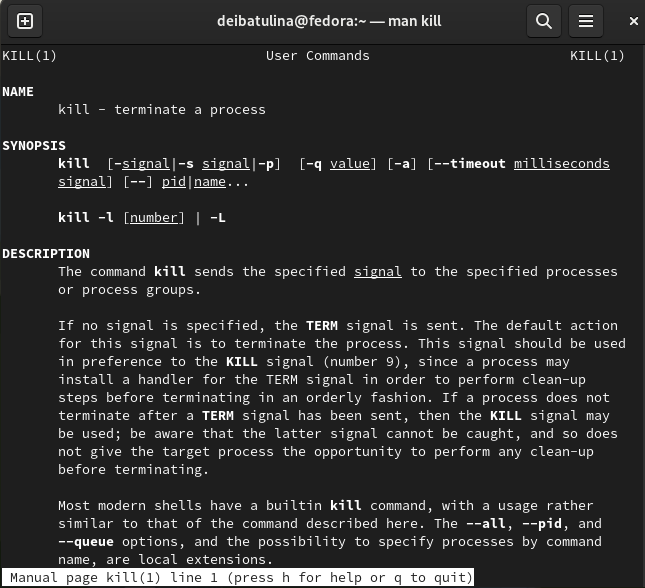 deibatulina@fedora:~ — man kill
KILL(1) User Commands KILL(1)
NAME
kill - terminate a process
SYNOPSIS
kill [-signal|-s signal|-p] [-q value] [-a] [--timeout milliseconds
signal] [--] pid|name...
kill -l [number] | -L
DESCRIPTION
The command kill sends the specified signal to the specified processes
or process groups.
If no signal is specified, the TERM signal is sent. The default action
for this signal is to terminate the process. This signal should be used
in preference to the KILL signal (number 9), since a process may
install a handler for the TERM signal in order to perform clean-up
steps before terminating in an orderly fashion. If a process does not
terminate after a TERM signal has been sent, then the KILL signal may
be used; be aware that the latter signal cannot be caught, and so does
not give the target process the opportunity to perform any clean-up
before terminating.
Most modern shells have a builtin kill command, with a usage rather
similar to that of the command described here. The --all, --pid, and
--queue options, and the possibility to specify processes by command
name, are local extensions.
Manual page kill(1) line 1 (press h for help or q to quit)